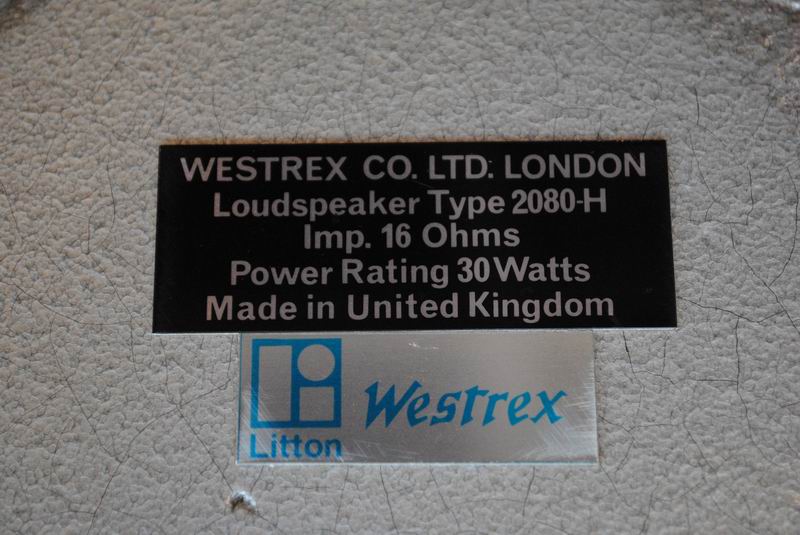 WESTREX CO. LTD. LONDON
Loudspeaker Type 2080-H
Imp. 16 Ohms
Power Rating 30 Watts
Made in United Kingdom
Westrex
Litton